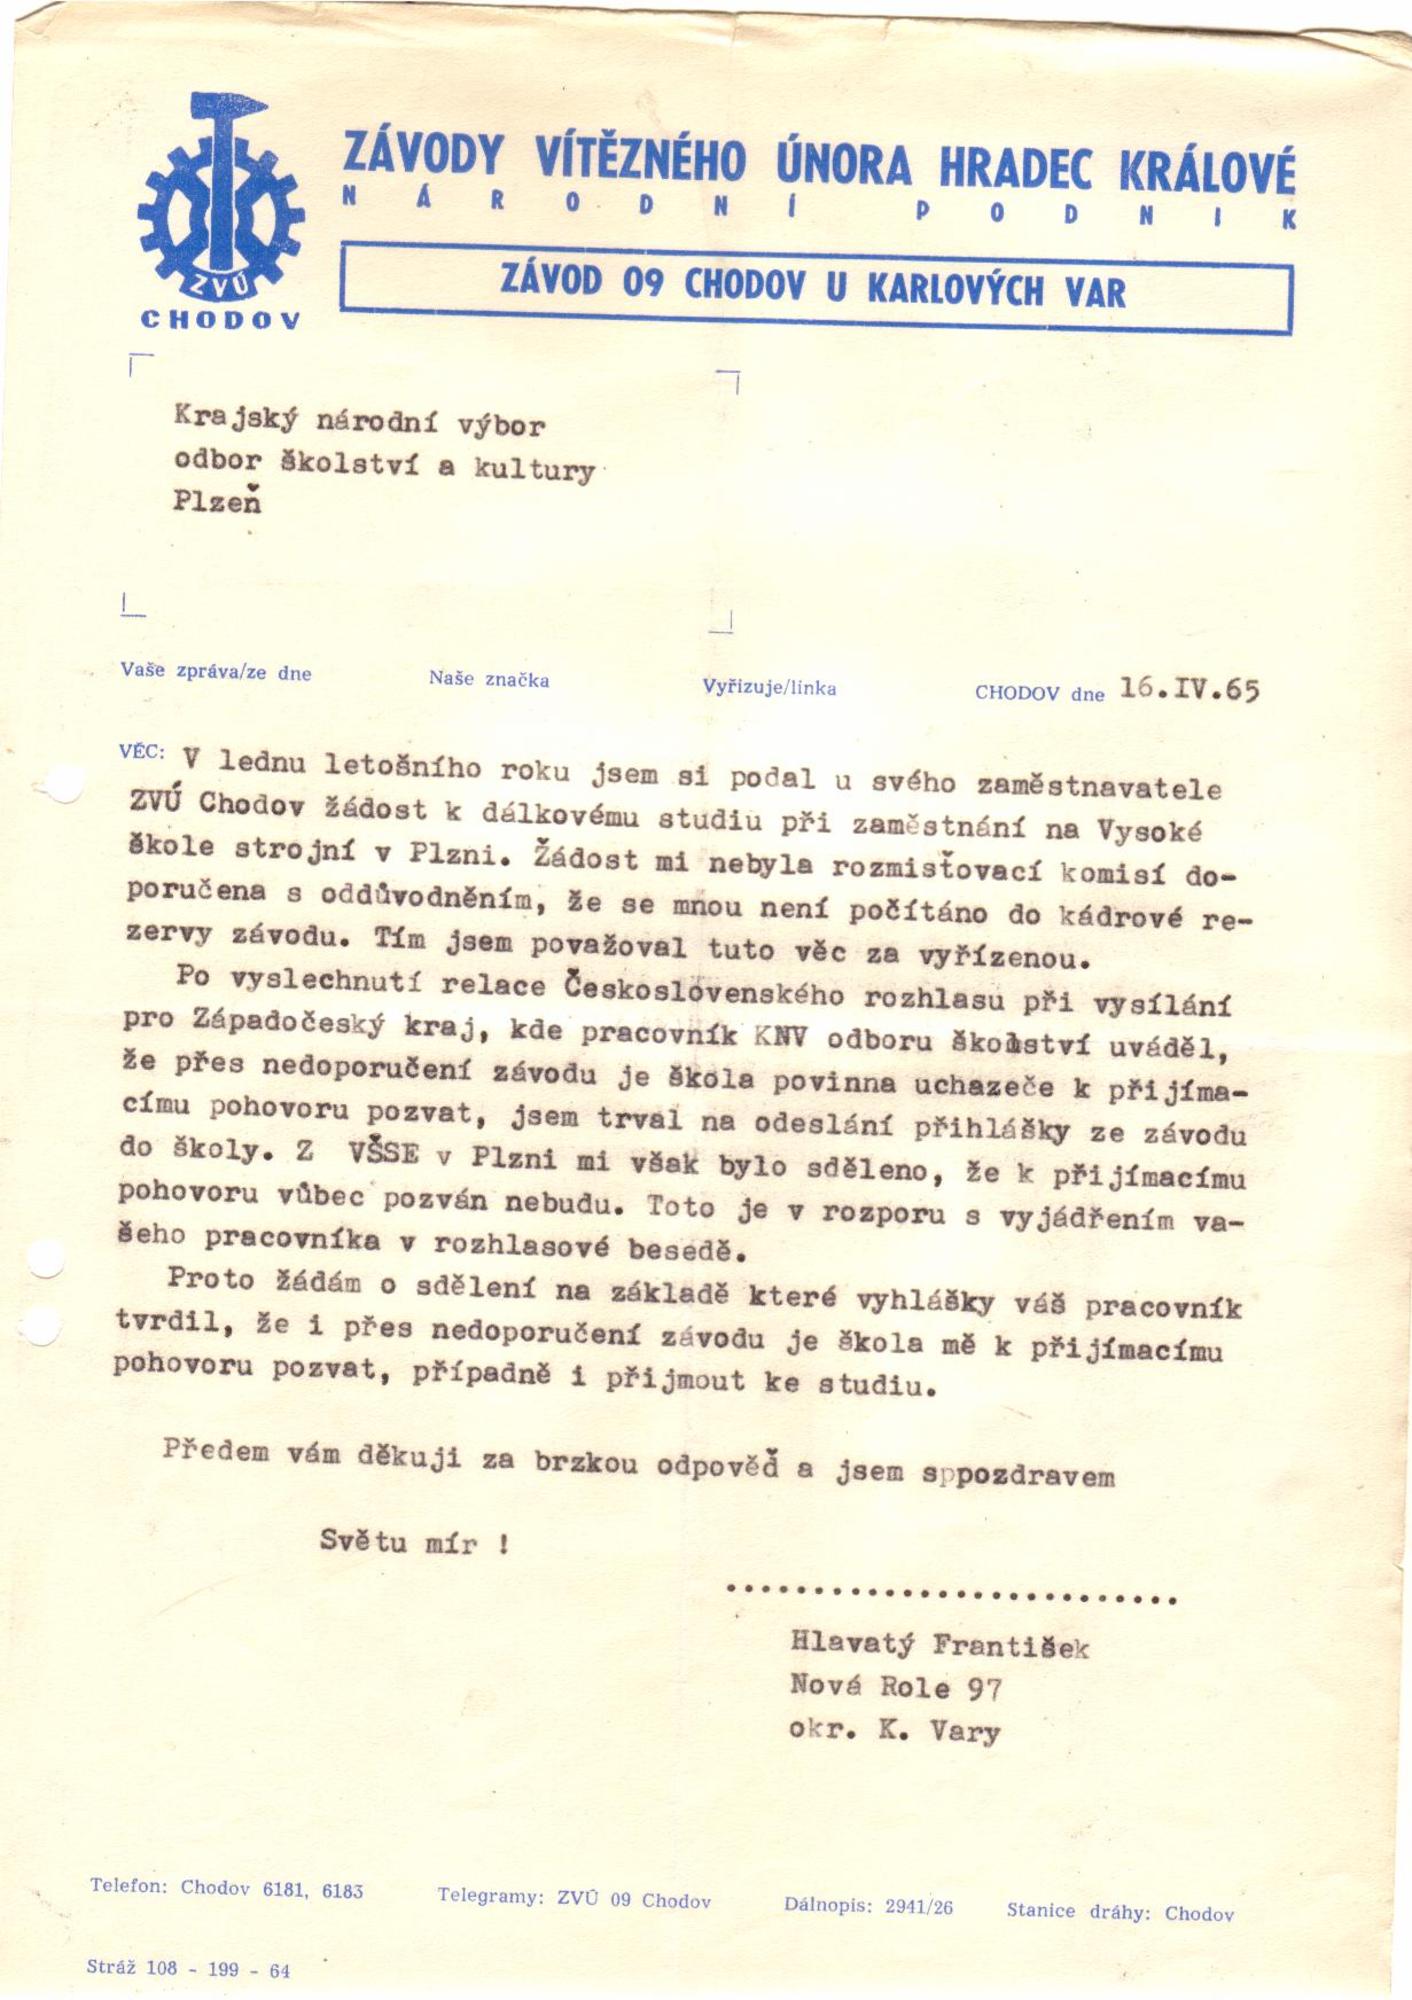 ZVÚ
CHODOV
ZÁVODY VÍTĚZNÉHO ÚNORA HRADEC KRÁLOVÉ
NÁRODNÍ PODNIK
ZÁVOD 09 CHODOV U KARLOVÝCH VAR
Krajský národní výbor
odbor školství a kultury
Plzeň
Vaše zpráva/ze dne Naše značka Vyřizuje/linka CHODOV dne 16.IV.65
VĚC: V lednu letošního roku jsem si podal u svého zaměstnavatele
ZVÚ Chodov žádost k dálkovému studiu při zaměstnání na Vysoké
škole strojní v Plzni. Žádost mi nebyla rozmisťovací komisí do-
poručena s oddůvodněním, že se mnou není počítáno do kádrové re-
zervy závodu. Tím jsem považoval tuto věc za vyřízenou.
Po vyslechnutí relace Československého rozhlasu při vysílání
pro Západočeský kraj, kde pracovník KNV odboru školství uváděl,
že přes nedoporučení závodu je škola povinna uchazeče k přijíma-
címu pohovoru pozvat, jsem trval na odeslání přihlášky ze závodu
do školy. Z VŠSE v Plzni mi však bylo sděleno, že k přijímacímu
pohovoru vůbec pozván nebudu. Toto je v rozporu s vyjádřením va-
šeho pracovníka v rozhlasové besedě.
Proto žádám o sdělení na základě které vyhlášky váš pracovník
tvrdil, že i přes nedoporučení závodu je škola mě k přijímacímu
pohovoru pozvat, případně i přijmout ke studiu.
Předem vám děkuji za brzkou odpověď a jsem sppozdravem
Světu mír !
..........................
Hlavatý František
Nová Role 97
okr. K. Vary
Telefon: Chodov 6181, 6183 Telegramy: ZVÚ 09 Chodov Dálnopis: 2941/26 Stanice dráhy: Chodov
Stráž 108 - 199 - 64